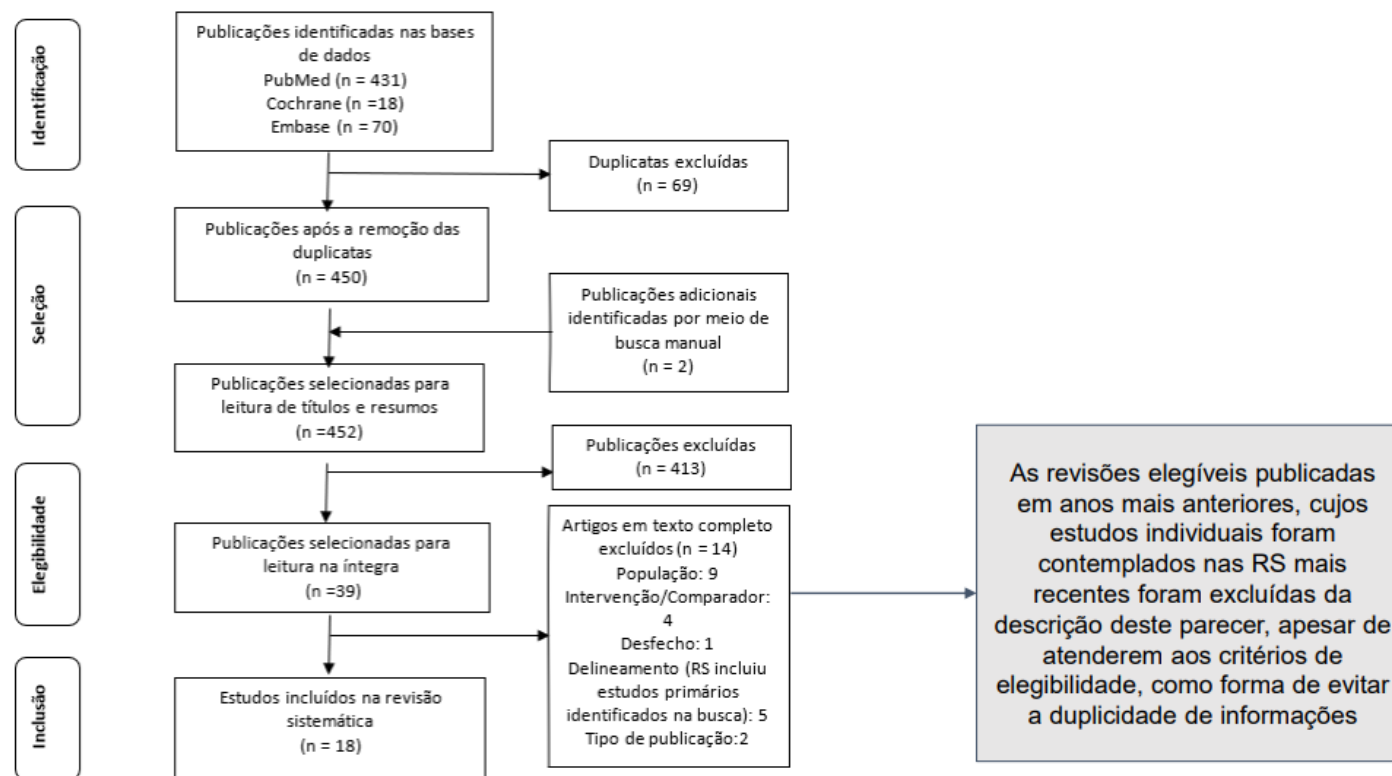 Identificação
Publicações identificadas nas bases
de dados
PubMed (n = 431)
Cochrane (n =18)
Embase (n = 70)
Duplicatas excluídas
(n = 69)
Seleção
Publicações após a remoção das
duplicatas
(n = 450)
Publicações adicionais
identificadas por meio de
busca manual
(n = 2)
Publicações selecionadas para
leitura de títulos e resumos
(n =452)
Publicações excluídas
(n = 413)
Elegibilidade
Publicações selecionadas para
leitura na íntegra
(n =39)
Artigos em texto completo
excluídos (n = 14)
População: 9
Intervenção/Comparador:
4
Desfecho: 1
Delineamento (RS incluiu
estudos primários
identificados na busca): 5
Tipo de publicação:2
As revisões elegíveis publicadas
em anos mais anteriores, cujos
estudos individuais foram
contemplados nas RS mais
recentes foram excluídas da
descrição deste parecer, apesar de
atenderem aos critérios de
elegibilidade, como forma de evitar
a duplicidade de informações
Inclusão
Estudos incluídos na revisão
sistemática
(n = 18)